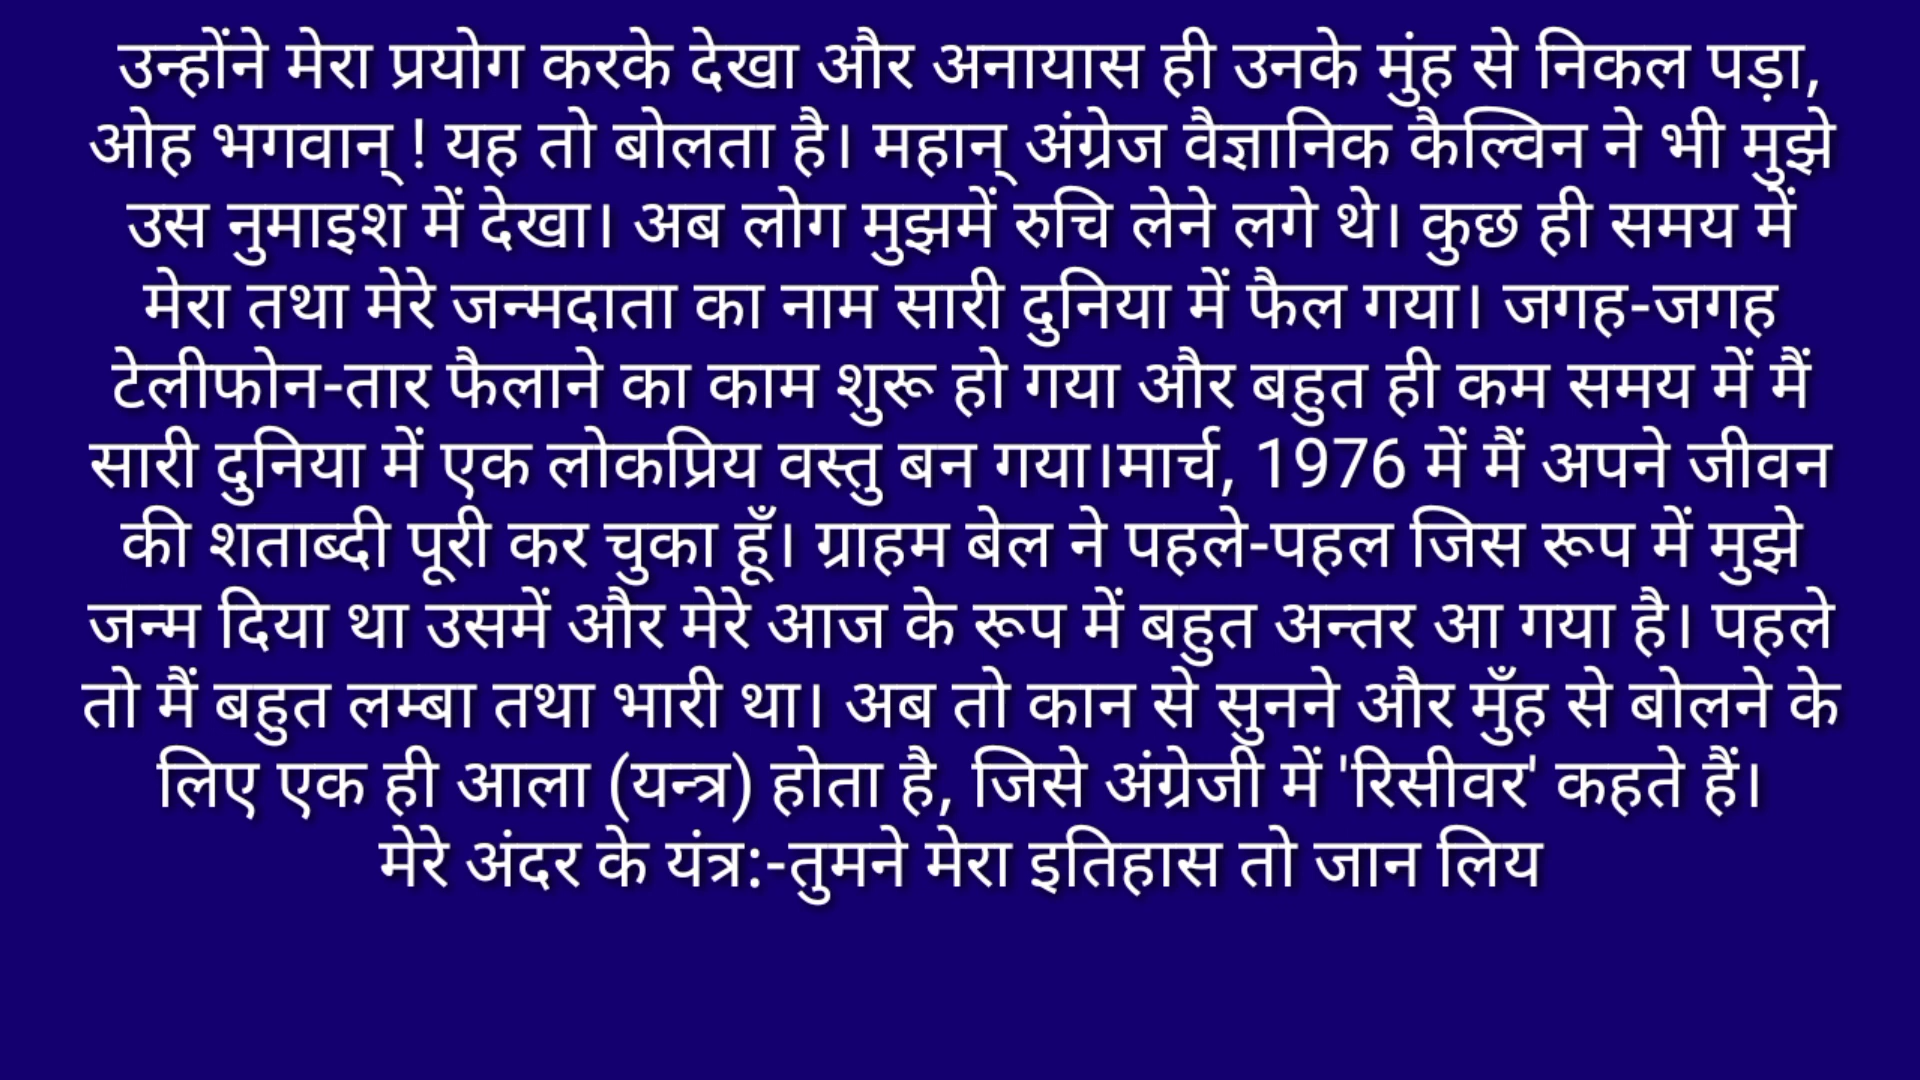 उन्होंने मेरा प्रयोग करके देखा और अनायास ही उनके मुंह से निकल पड़ा,
ओह भगवान् ! यह तो बोलता है। महान् अंग्रेज वैज्ञानिक कैल्विन ने भी मुझे
उस नुमाइश में देखा। अब लोग मुझमें रुचि लेने लगे थे। कुछ ही समय में
मेरा तथा मेरे जन्मदाता का नाम सारी दुनिया में फैल गया। जगह-जगह
टेलीफोन-तार फैलाने का काम शुरू हो गया और बहुत ही कम समय में मैं
सारी दुनिया में एक लोकप्रिय वस्तु बन गया।मार्च, 1976 में मैं अपने जीवन
की शताब्दी पूरी कर चुका हूँ। ग्राहम बेल ने पहले-पहल जिस रूप में मुझे
जन्म दिया था उसमें और मेरे आज के रूप में बहुत अन्तर आ गया है। पहले
तो मैं बहुत लम्बा तथा भारी था। अब तो कान से सुनने और मुँह से बोलने के
लिए एक ही आला (यन्त्र) होता है, जिसे अंग्रेजी में 'रिसीवर' कहते हैं।
मेरे अंदर के यंत्र:-तुमने मेरा इतिहास तो जान लिय